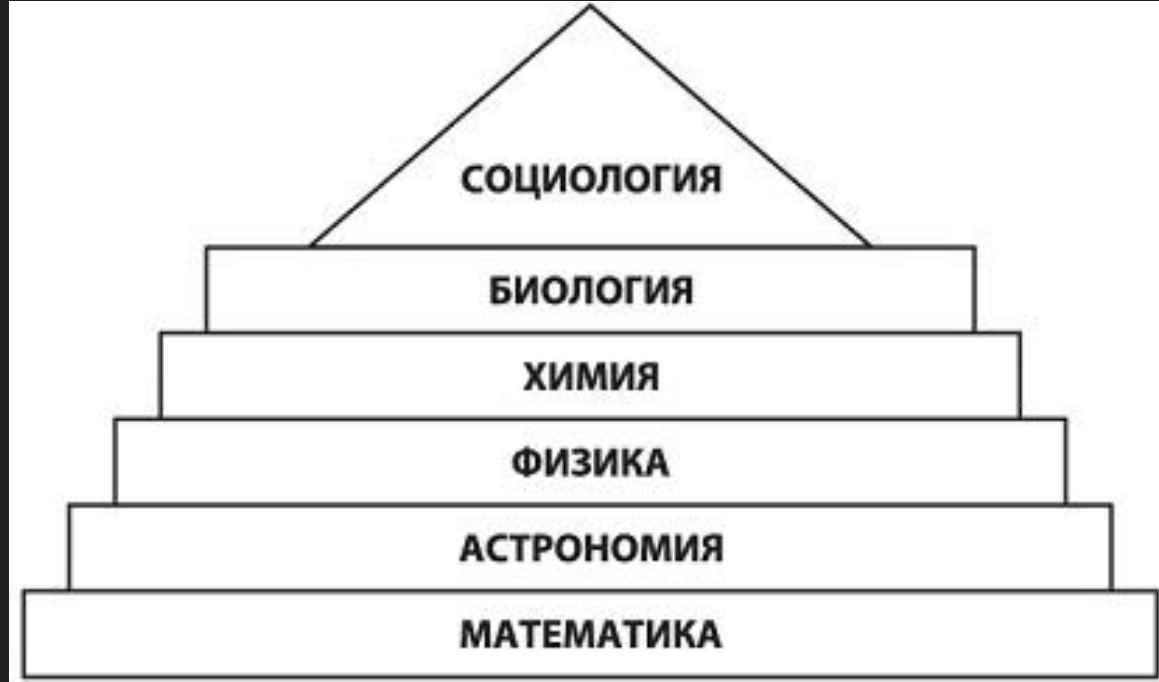 СОЦИОЛОГИЯ
БИОЛОГИЯ
ХИМИЯ
ФИЗИКА
АСТРОНОМИЯ
МАТЕМАТИКА